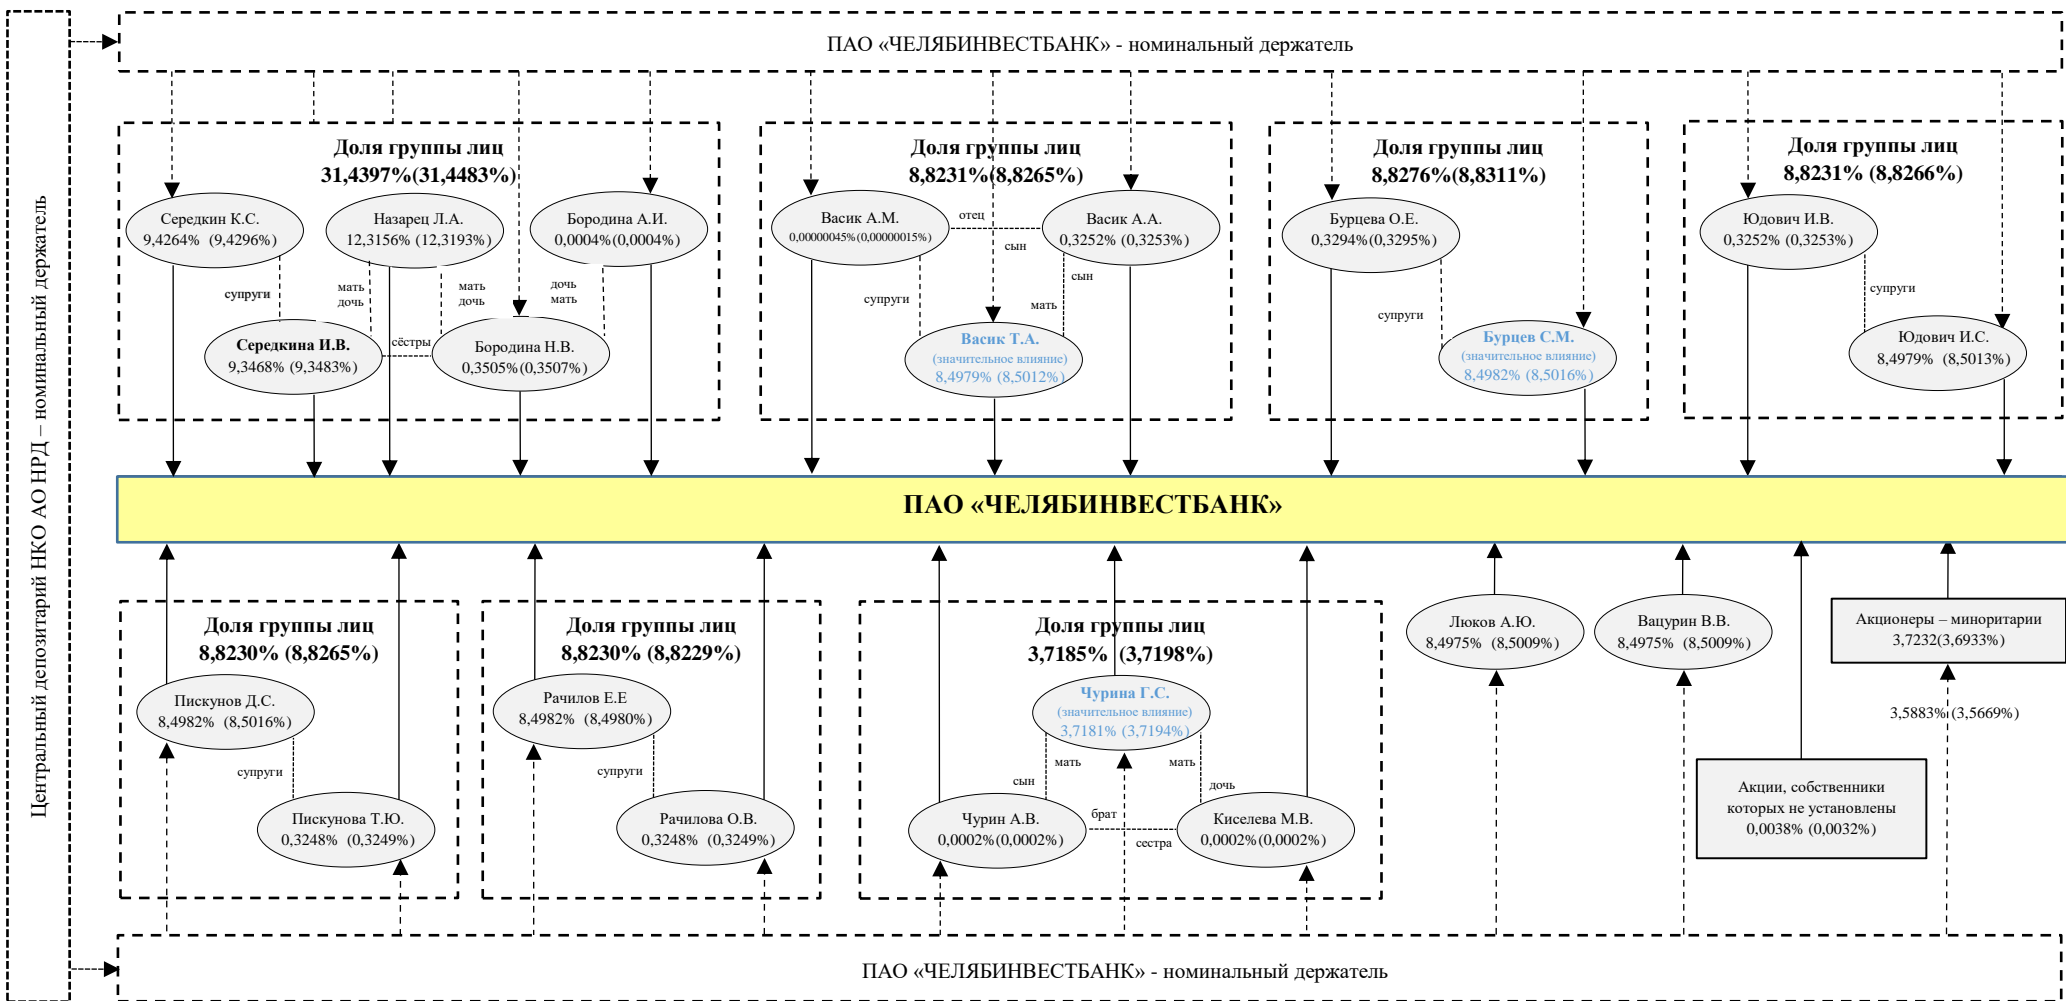 Центральный депозитарий НКО АО НРД – номинальный держатель
ПАО «ЧЕЛЯБИНВЕСТБАНК» - номинальный держатель
Доля группы лиц
31,4397%(31,4483%)
Середкин К.С.
9,4264% (9,4296%)
Назарец Л.А.
12,3156% (12,3193%)
Бородина А.И.
0,0004%(0,0004%)
супруги
мать
дочь
мать
дочь
дочь
мать
Середкина И.В.
9,3468% (9,3483%)
сёстры
Бородина Н.В.
0,3505%(0,3507%)
Доля группы лиц
8,8231%(8,8265%)
Васик А.М.
0,00000045%(0,00000015%)
отец
сын
Васик А.А.
0,3252% (0,3253%)
супруги
сын
мать
Васик Т.А.
(значительное влияние)
8,4979% (8,5012%)
Доля группы лиц
8,8276%(8,8311%)
Бурцева О.Е.
0,3294%(0,3295%)
супруги
Бурцев С.М.
(значительное влияние)
8,4982% (8,5016%)
Доля группы лиц
8,8231% (8,8266%)
Юдович И.В.
0,3252% (0,3253%)
супруги
Юдович И.С.
8,4979% (8,5013%)
ПАО «ЧЕЛЯБИНВЕСТБАНК»
Доля группы лиц
8,8230% (8,8265%)
Пискунов Д.С.
8,4982% (8,5016%)
супруги
Пискунова Т.Ю.
0,3248% (0,3249%)
Доля группы лиц
8,8230% (8,8229%)
Рачилов Е.Е
8,4982% (8,4980%)
супруги
Рачилова О.В.
0,3248% (0,3249%)
Доля группы лиц
3,7185% (3,7198%)
Чурина Г.С.
(значительное влияние)
3,7181% (3,7194%)
мать
сын
мать
дочь
Чурин А.В.
0,0002%(0,0002%)
брат
сестра
Киселева М.В.
0,0002%(0,0002%)
Люков А.Ю.
8,4975% (8,5009%)
Вацурин В.В.
8,4975% (8,5009%)
Акционеры – миноритарии
3,7232(3,6933%)
3,5883% (3,5669%)
Акции, собственники
которых не установлены
0,0038% (0,0032%)
ПАО «ЧЕЛЯБИНВЕСТБАНК» - номинальный держатель